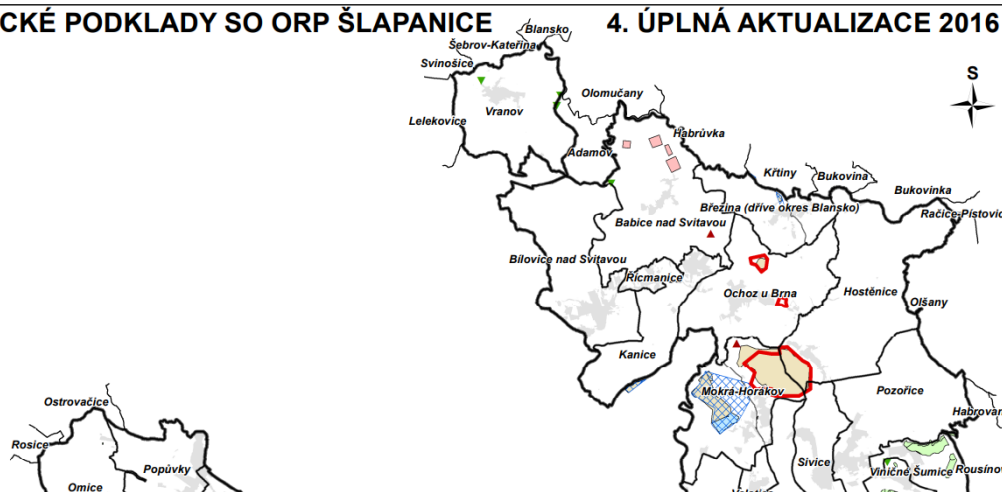 CKÉ PODKLADY SO ORP ŠLAPANICE 4. ÚPLNÁ AKTUALIZACE 2016
Blansko
Šebrov-Kateřina
Svinošice
S
Olomučany
Vranov
Lelekovice
Habrůvka
Adamov
Křtiny
Bukovina
Bukovinka
Březina (dříve okres Blansko)
Račice-Pístovic
Babice nad Svitavou
Bílovice nad Svitavou
Řícmanice
Ochoz u Brna
Hostěnice
Olšany
Kanice
Mokrá-Horákov
Pozořice
Ostrovačice
Habrovan
Rosice
Popůvky
Sivice
Viničné Šumice
Rousínov
Omice